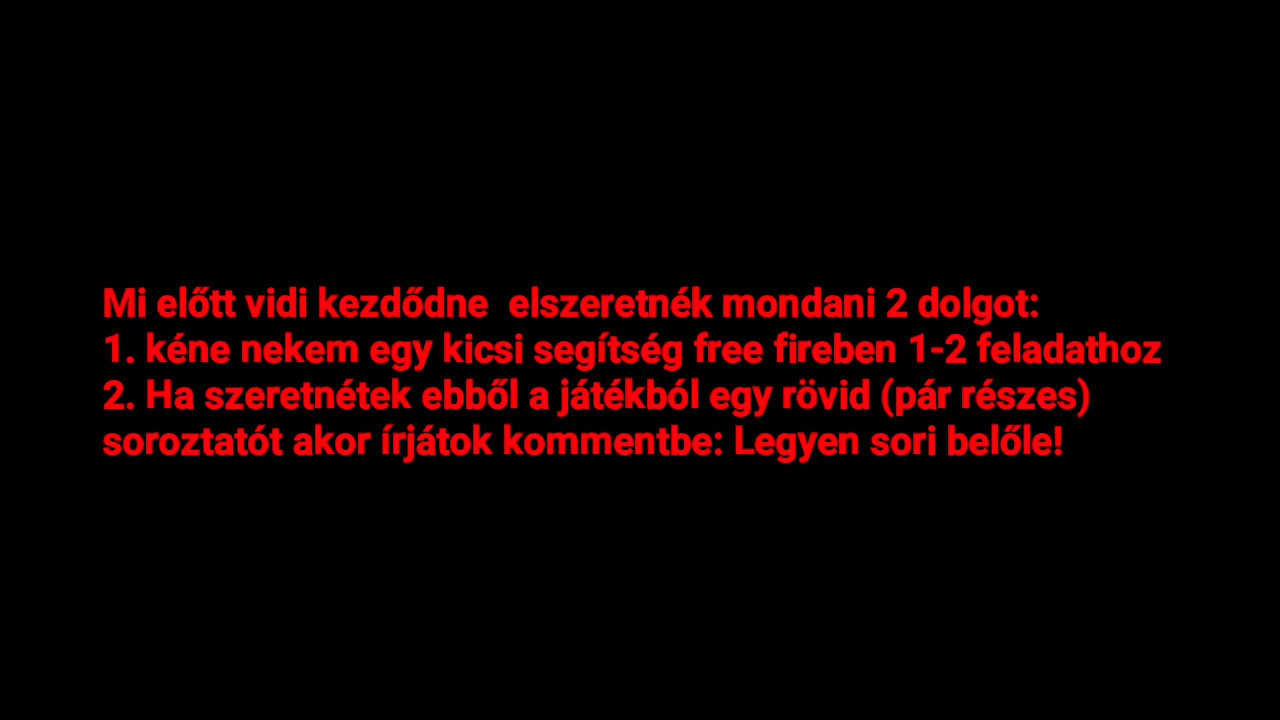 Mi előtt vidi kezdődne  elszeretnék mondani 2 dolgot:
1. kéne nekem egy kicsi segítség free fireben 1-2 feladathoz
2. Ha szeretnétek ebből a játékból egy rövid (pár részes)
soroztatót akor írjátok kommentbe: Legyen sori belőle!